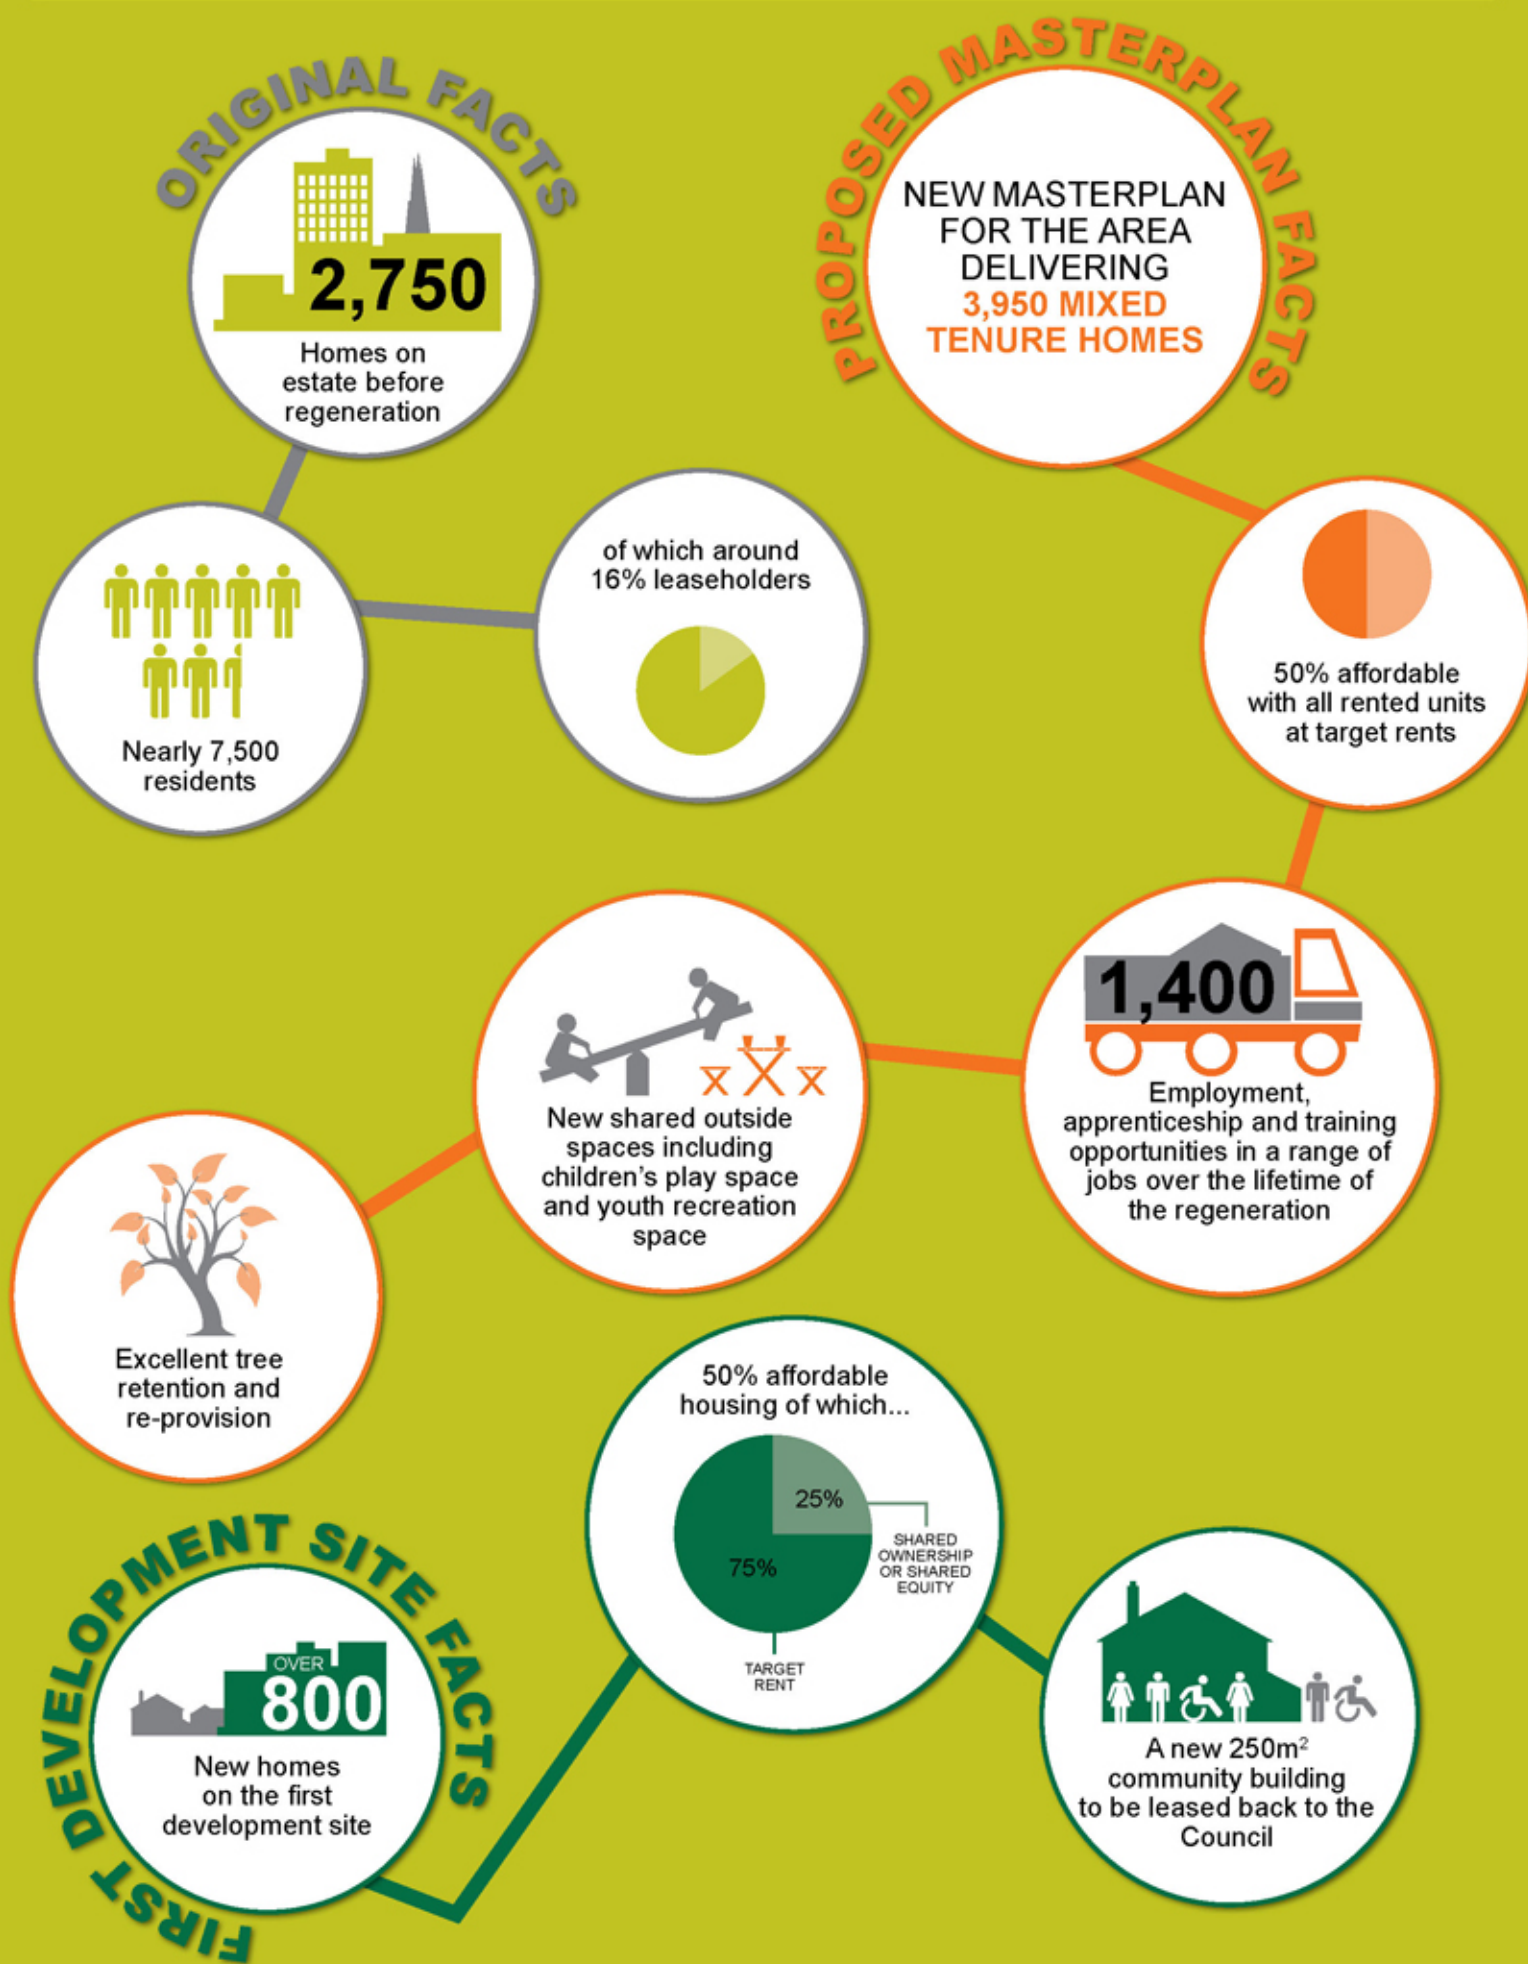 ORIGINAL FACTS
2,750
Homes on
estate before
regeneration
Nearly 7,500
residents
of which around
16% leaseholders
PROPOSED MASTERPLAN FACTS
NEW MASTERPLAN
FOR THE AREA
DELIVERING
3,950 MIXED
TENURE HOMES
50% affordable
with all rented units
at target rents
1,400
Employment,
apprenticeship and training
opportunities in a range of
jobs over the lifetime of
the regeneration
New shared outside
spaces including
children's play space
and youth recreation
space
Excellent tree
retention and
re-provision
FIRST DEVELOPMENT SITE FACTS
OVER
800
New homes
on the first
development site
50% affordable
housing of which...
25%
SHARED
OWNERSHIP
OR SHARED
EQUITY
75%
TARGET
RENT
A new 250m²
community building
to be leased back to the
Council